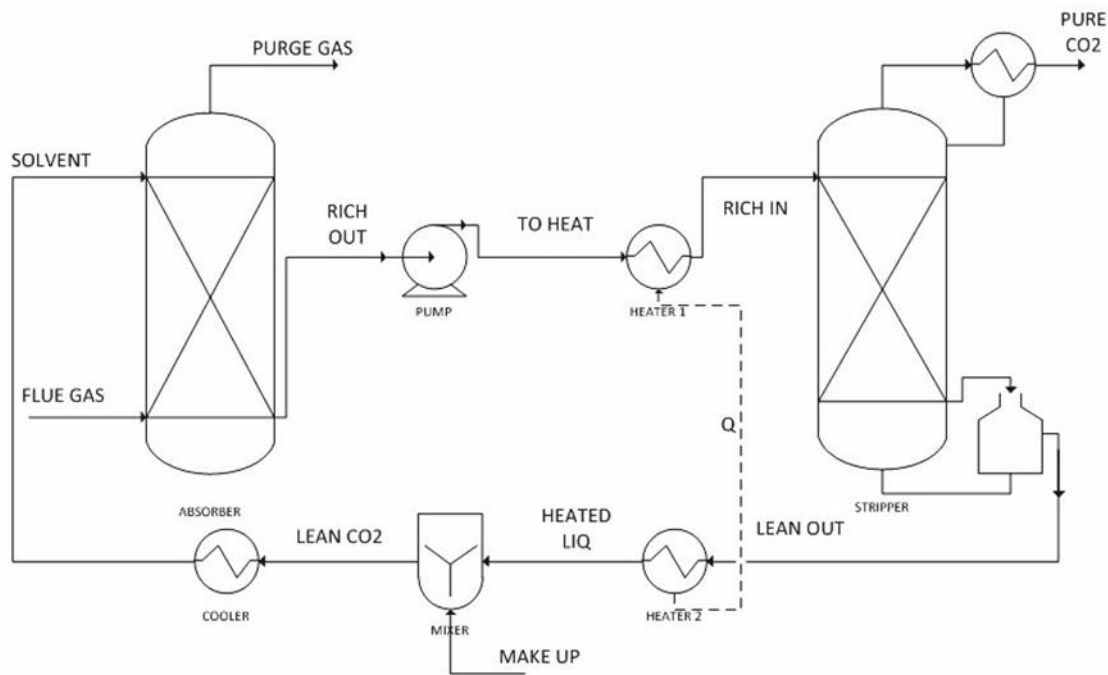 PURGE GAS
PURE
CO2
SOLVENT
RICH
OUT
TO HEAT
RICH IN
PUMP
HEATER 1
FLUE GAS
Q
STRIPPER
ABSORBER
LEAN CO2
HEATED
LIQ
LEAN OUT
COOLER
MIXER
HEATER 2
MAKE UP